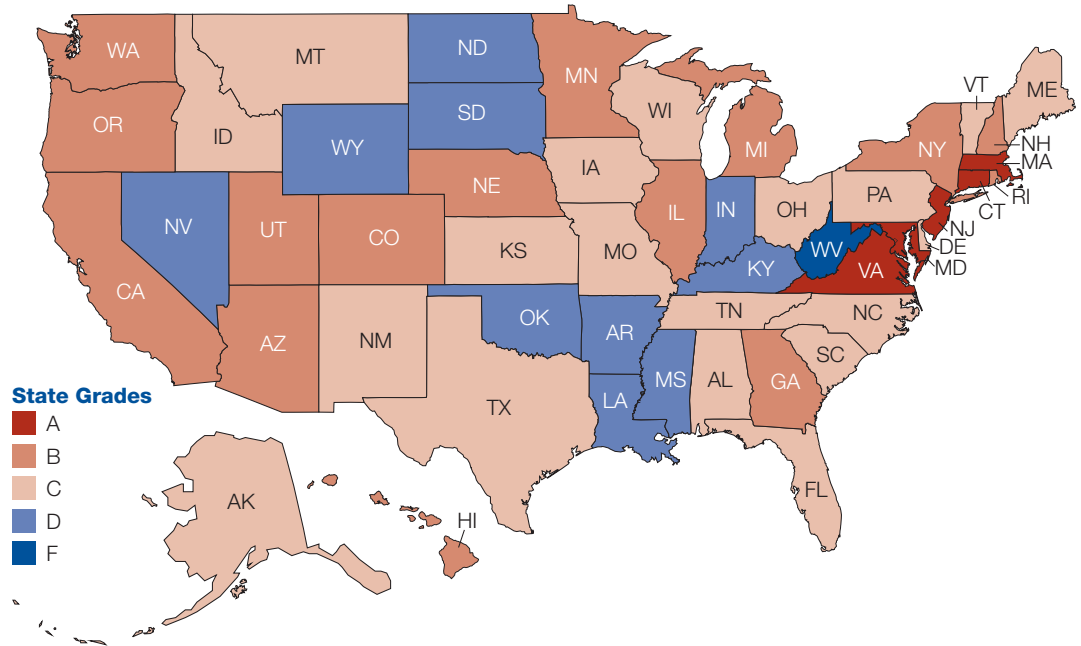 ND
WA
MT
MN
VT
ME
OR
SD
WI
ID
WY
NY
NH
MI
MA
IA
NE
PA
RI
OH
CT
IL
IN
NV
UT
CO
NJ
KS
MO
WV
DE
KY
VA
MD
CA
TN
NC
OK
AR
AZ
NM
SC
MS
AL
GA
State Grades
LA
TX
A
B
C
FL
AK
D
HI
F